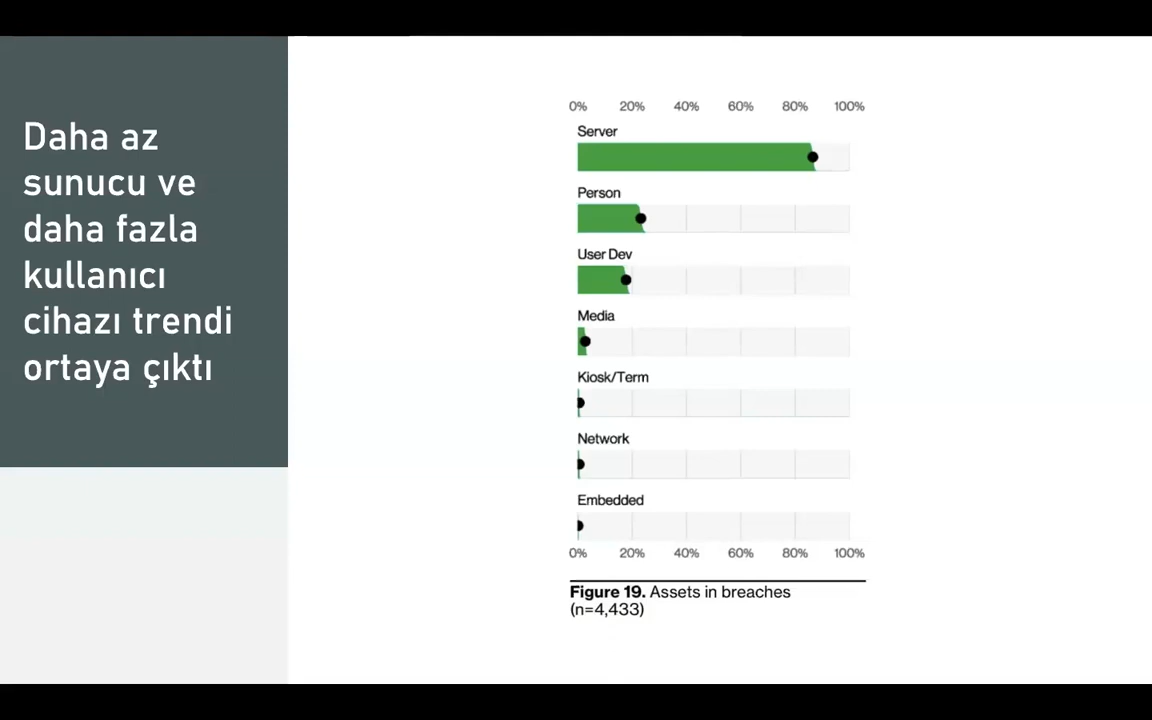 Daha az
sunucu ve
daha fazla
kullanıcı
cihazı trendi
ortaya çıktı
0% 20% 40% 60% 80% 100%
Server
Person
User Dev
Media
Kiosk/Term
Network
Embedded
0% 20% 40% 60% 80% 100%
Figure 19. Assets in breaches
(n=4,433)